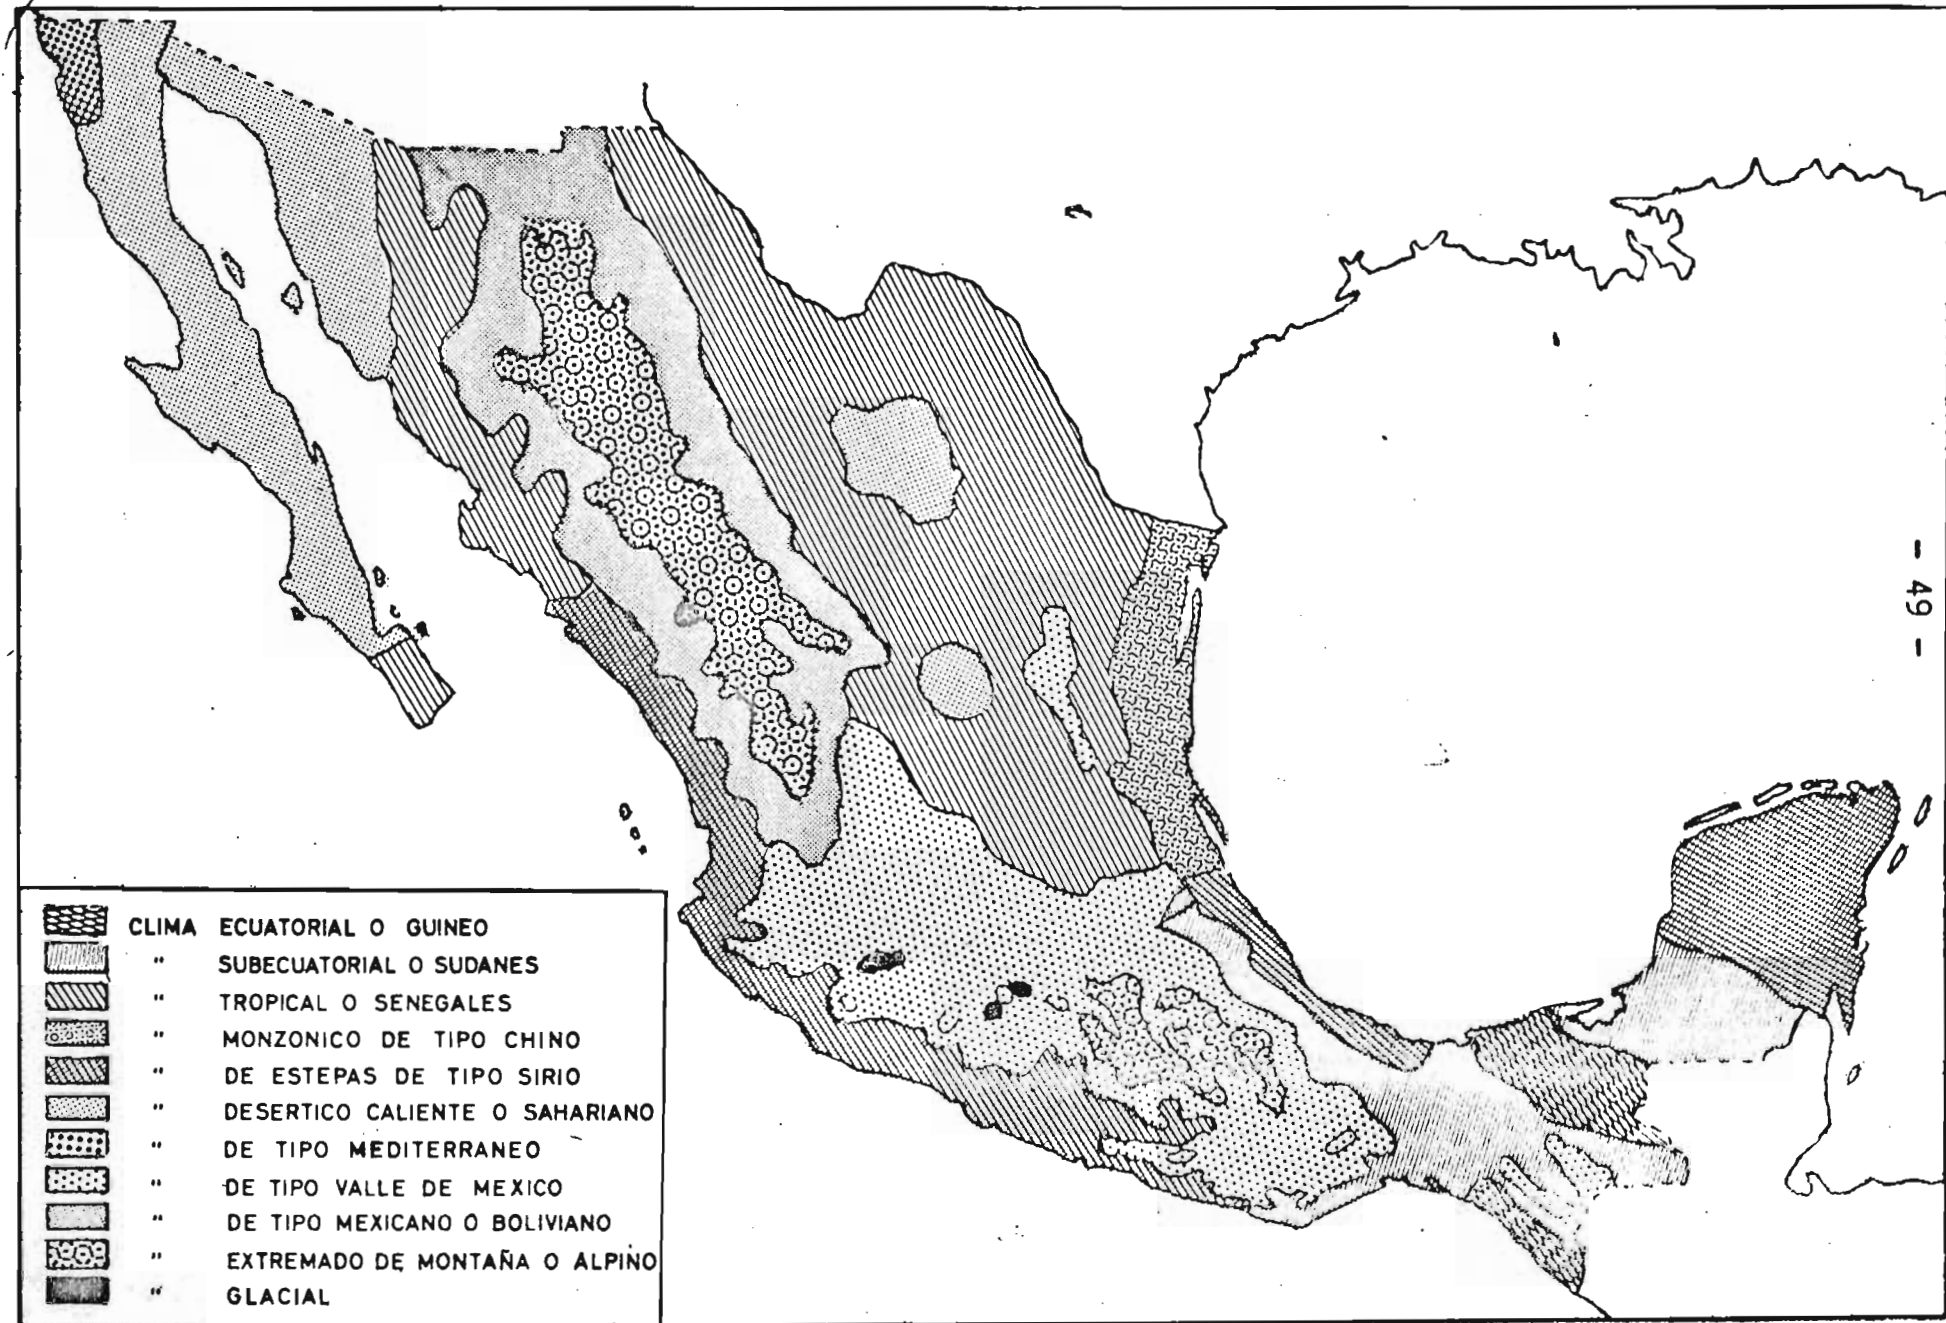 CLIMA ECUATORIAL O GUINEO
" SUBECUATORIAL O SUDANES
" TROPICAL O SENEGALES
" MONZONICO DE TIPO CHINO
" DE ESTEPAS DE TIPO SIRIO
" DESERTICO CALIENTE O SAHARIANO
" DE TIPO MEDITERRANEO
" DE TIPO VALLE DE MEXICO
" DE TIPO MEXICANO O BOLIVIANO
" EXTREMADO DE MONTAÑA O ALPINO
" GLACIAL
- 49 -